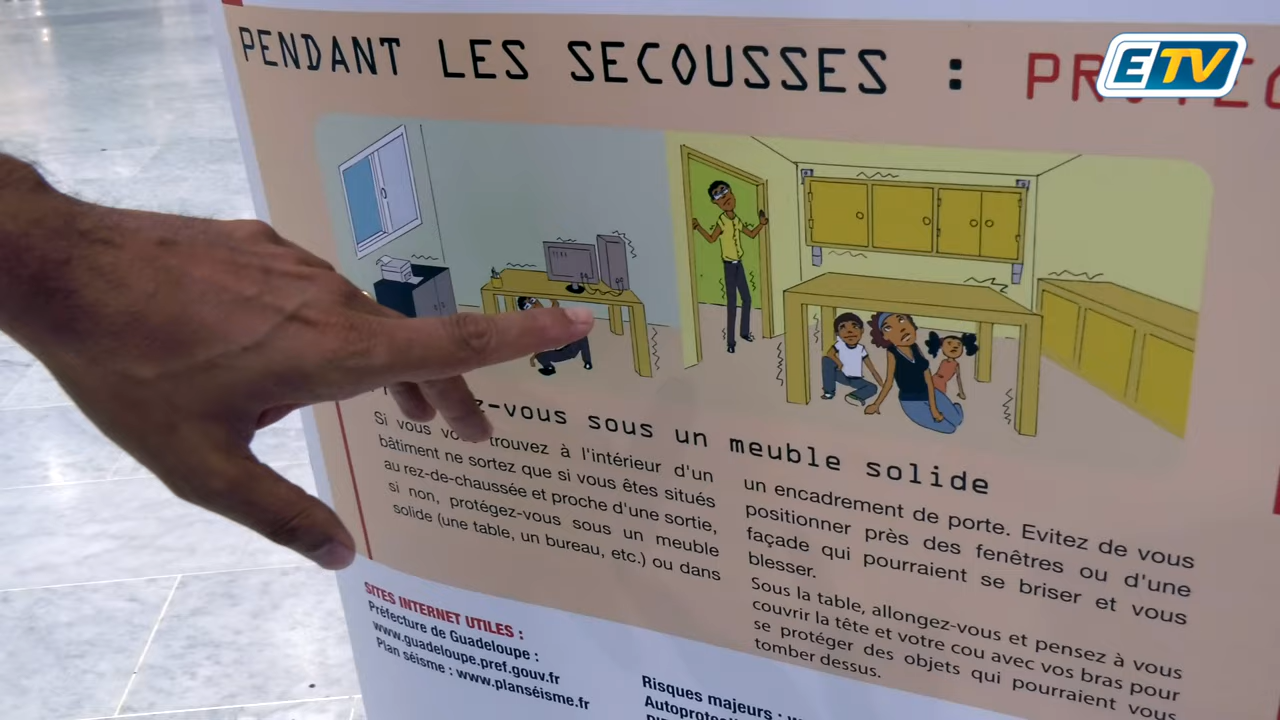 PENDANT LES SECOUSSES :
ETV
-vous sous un meuble solide
Si vous trouvez à l'intérieur d'un
bâtiment ne sortez que si vous êtes situés
au rez-de-chaussée et proche d'une sortie,
si non, protégez-vous sous un meuble
solide (une table, un bureau, etc.) ou dans
un encadrement de porte. Evitez de vous
positionner près des fenêtres ou d'une
façade qui pourraient se briser et vous
blesser.
Sous la table, allongez-vous et pensez à vous
couvrir la tête et votre cou avec vos bras pour
se protéger des objets qui pourraient vous
tomber dessus.
SITES INTERNET UTILES :
Préfecture de Guadeloupe :
www.guadeloupe.pref.gouv.fr
Plan séisme : www.planséisme.fr
Risques majeurs :